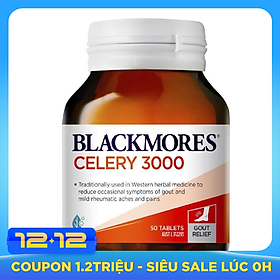 BLACKMORES®
CELERY 3000
• Traditionally used in Western herbal medicine to
reduce occasional symptoms of gout and
mild rheumatic aches and pains
50 TABLETS
GOUT
RELIEF
12•12
COUPON 1.2TRIỆU - SIÊU SALE LÚC 0H